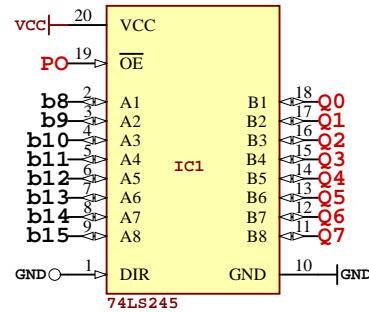 VCC 20 VCC
PO 19 OE
b8 2 A1 B1 18 Q0
b9 3 A2 B2 17 Q1
b10 4 A3 B3 16 Q2
b11 5 A4 B4 15 Q3
IC1
b12 6 A5 B5 14 Q4
b13 7 A6 B6 13 Q5
b14 8 A7 B7 12 Q6
b15 9 A8 B8 11 Q7
GND 1 DIR GND 10 GND
74LS245